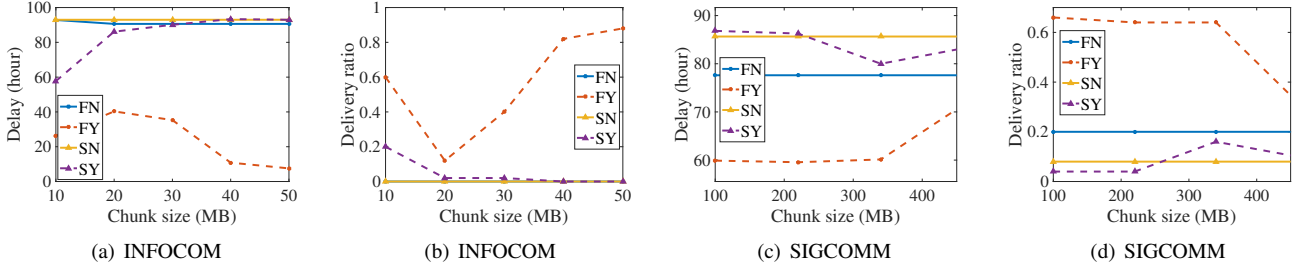 100
80
60
40
20
0
Delay (hour)
FN
FY
SN
SY
10 20 30 40 50
Chunk size (MB)
(a) INFOCOM
1
0.8
0.6
0.4
0.2
0
Delivery ratio
FN
FY
SN
SY
10 20 30 40 50
Chunk size (MB)
(b) INFOCOM
90
80
70
60
Delay (hour)
FN
FY
SN
SY
100 200 300 400
Chunk size (MB)
(c) SIGCOMM
0.6
0.4
0.2
0
Delivery ratio
FN
FY
SN
SY
100 200 300 400
Chunk size (MB)
(d) SIGCOMM